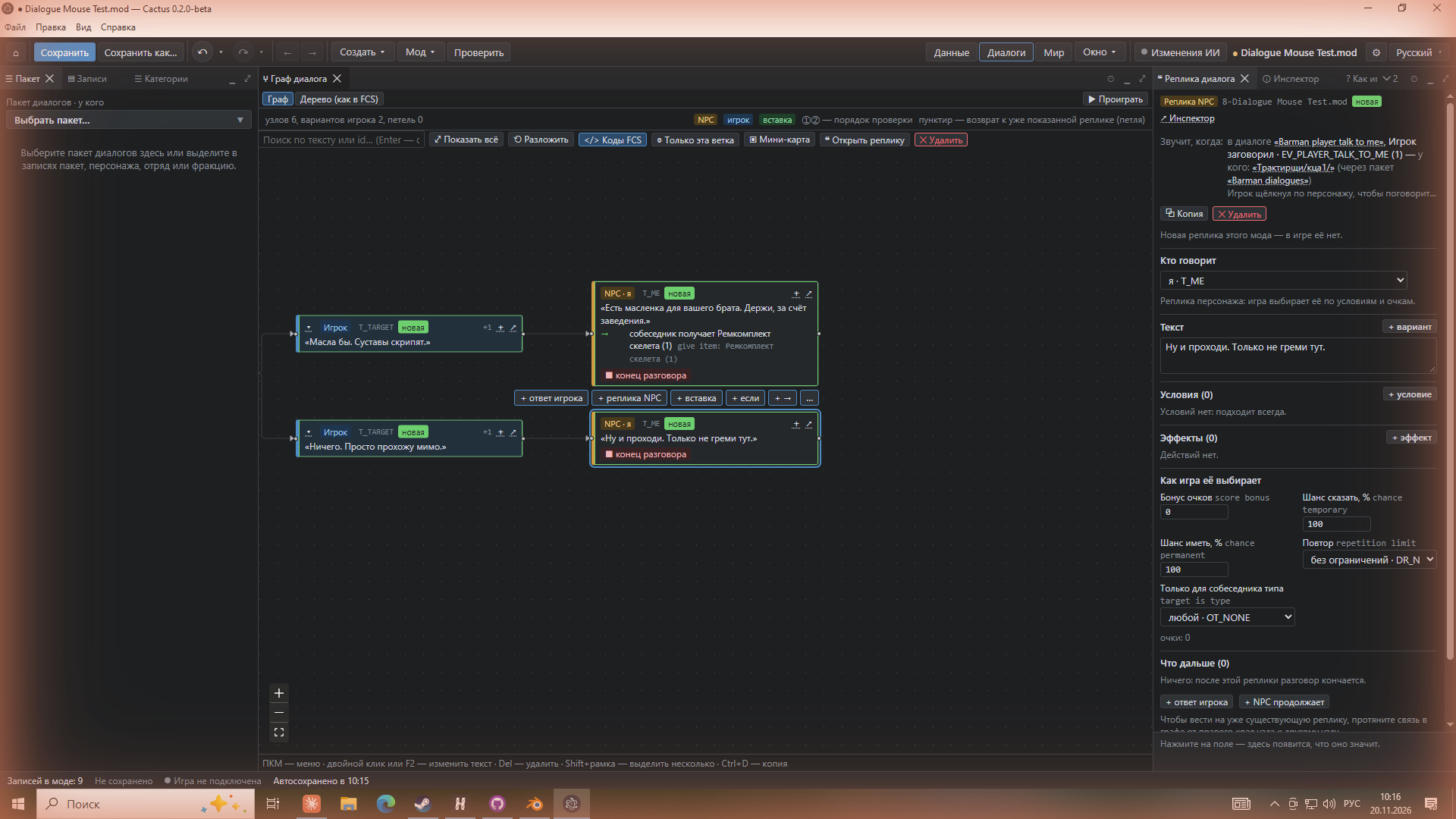 ● Dialogue Mouse Test.mod — Cactus 0.2.0-beta
Файл Правка Вид Справка
Сохранить Сохранить как... Создать Мод Проверить Данные Диалоги Мир Окно Изменения ИИ ● Dialogue Mouse Test.mod Русский
Пакет Записи Категории
Граф диалога
Реплика диалога Инспектор ? Как и 2
Пакет диалогов · у кого
Выбрать пакет...
Выберите пакет диалогов здесь или выделите в
записях пакет, персонажа, отряд или фракцию.
Граф Дерево (как в FCS) Проиграть
узлов 6, вариантов игрока 2, петель 0 NPC игрок вставка ①② — порядок проверки пунктир — возврат к уже показанной реплике (петля)
Поиск по тексту или id... (Enter — с Показать всё Разложить </> Коды FCS Только эта ветка Мини-карта Открыть реплику Удалить
NPC · я T_ME новая
«Есть масленка для вашего брата. Держи, за счёт
заведения.»
→ собеседник получает Ремкомплект
скелета (1) give item: Ремкомплект
скелета (1)
конец разговора
Игрок T_TARGET новая +1
«Масла бы. Суставы скрипят.»
+ ответ игрока + реплика NPC + вставка + если + → ...
Игрок T_TARGET новая +1
«Ничего. Просто прохожу мимо.»
NPC · я T_ME новая
«Ну и проходи. Только не греми тут.»
конец разговора
+
−
ПКМ — меню · двойной клик или F2 — изменить текст · Del — удалить · Shift+рамка — выделить несколько · Ctrl+D — копия
Реплика NPC 8-Dialogue Mouse Test.mod новая
Инспектор
Звучит, когда: в диалоге «Barman player talk to me», Игрок
заговорил · EV_PLAYER_TALK_TO_ME (1) — у
кого: «Трактирщи/кца1/» (через пакет
«Barman dialogues»)
Игрок щёлкнул по персонажу, чтобы поговорит...
Копия Удалить
Новая реплика этого мода — в игре её нет.
Кто говорит
я · T_ME
Реплика персонажа: игра выбирает её по условиям и очкам.
Текст + вариант
Ну и проходи. Только не греми тут.
Условия (0) + условие
Условий нет: подходит всегда.
Эффекты (0) + эффект
Действий нет.
Как игра её выбирает
Бонус очков score bonus
0
Шанс сказать, % chance
temporary
100
Шанс иметь, % chance
permanent
100
Повтор repetition limit
без ограничений · DR_N
Только для собеседника типа
target is type
любой · OT_NONE
очки: 0
Что дальше (0)
Ничего: после этой реплики разговор кончается.
+ ответ игрока + NPC продолжает
Чтобы вести на уже существующую реплику, протяните связь в
Нажмите на поле — здесь появится, что оно значит.
Записей в моде: 9 Не сохранено Игра не подключена Автосохранено в 10:15
Поиск
РУС
10:16
20.11.2026